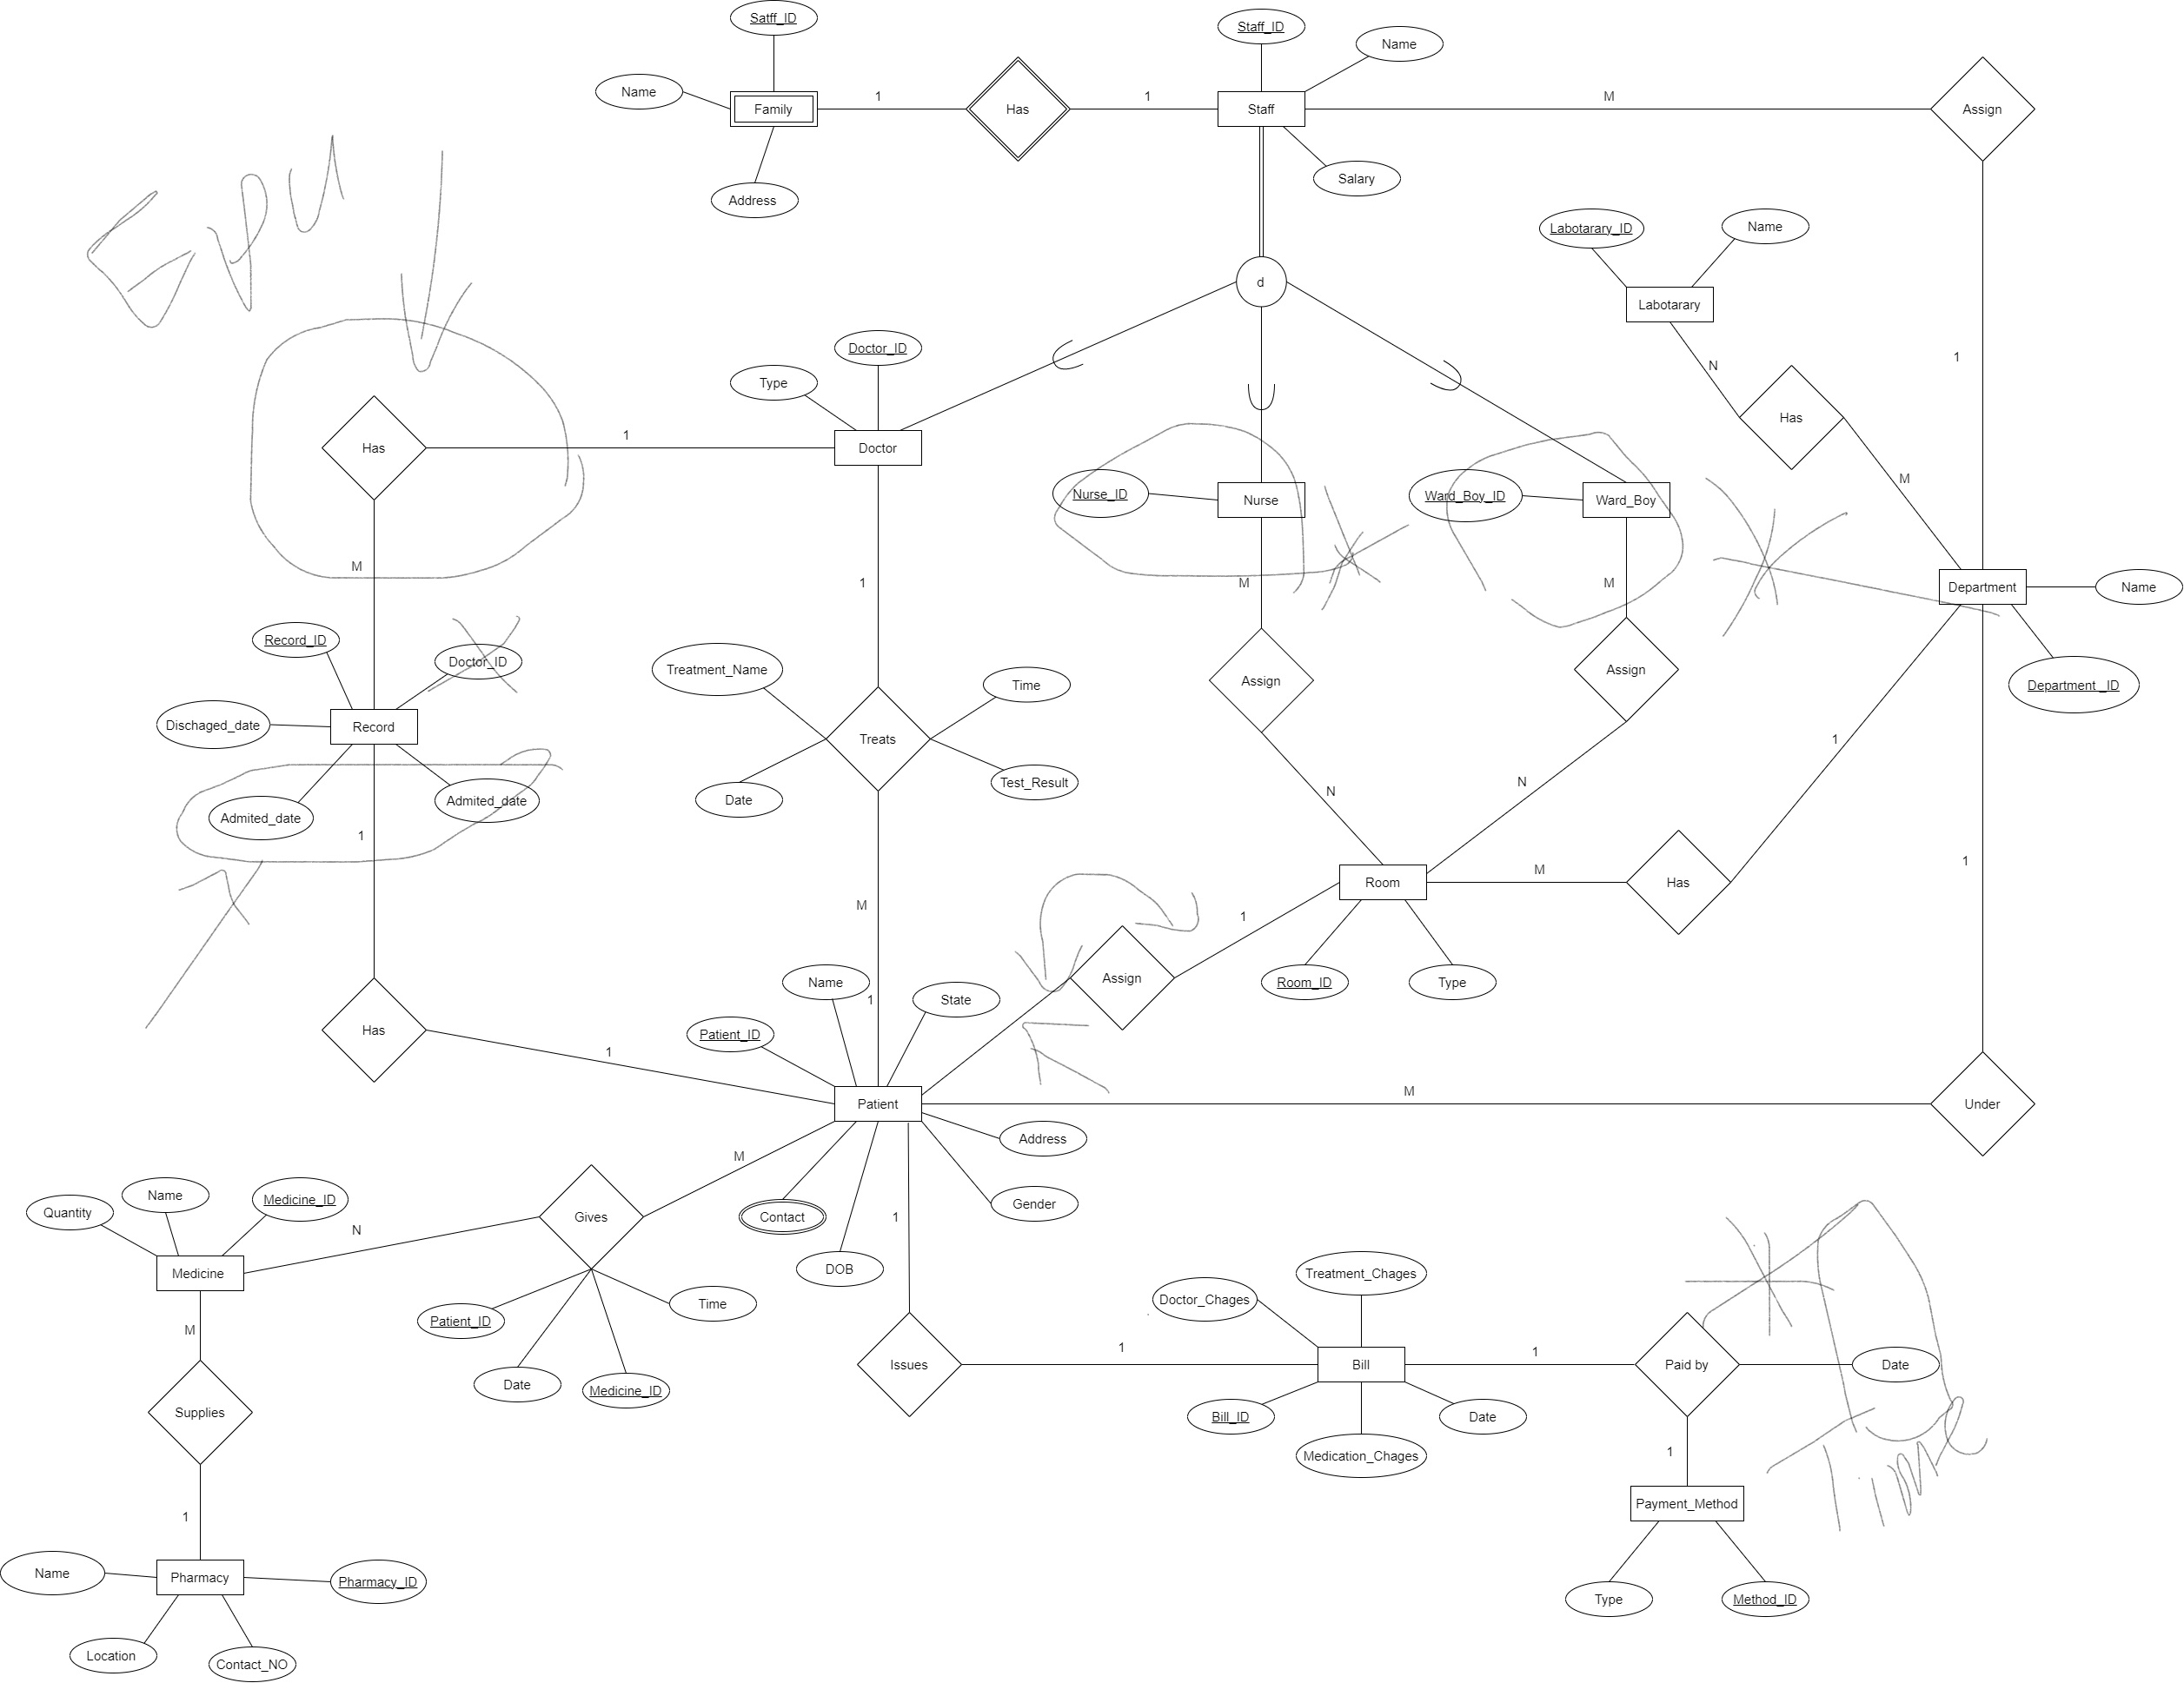 Satff_ID
Staff_ID
Name
Name
Family
1
Has
1
Staff
M
Assign
Address
Salary
Labotarary_ID
Name
d
Labotarary
Doctor_ID
1
Type
N
Has
Has
1
Doctor
M
Nurse_ID
Nurse
Ward_Boy_ID
Ward_Boy
M
1
M
M
Department
Name
Record_ID
Doctor_ID
Treatment_Name
Time
Assign
Assign
Department _ID
Dischaged_date
Record
Treats
1
Admited_date
Admited_date
Date
Test_Result
N
N
1
M
1
Room
M
Has
1
M
Name
1
State
Assign
Room_ID
Type
Has
1
Patient_ID
Patient
M
Under
Address
M
Medicine_ID
Name
Quantity
N
Gives
Contact
1
Gender
Medicine
DOB
Treatment_Chages
Doctor_Chages
Time
Patient_ID
M
Issues
1
Bill
1
Paid by
Date
Date
Medicine_ID
Supplies
Bill_ID
Date
1
Medication_Chages
Time
Payment_Method
1
Name
Pharmacy
Pharmacy_ID
Type
Method_ID
Location
Contact_NO